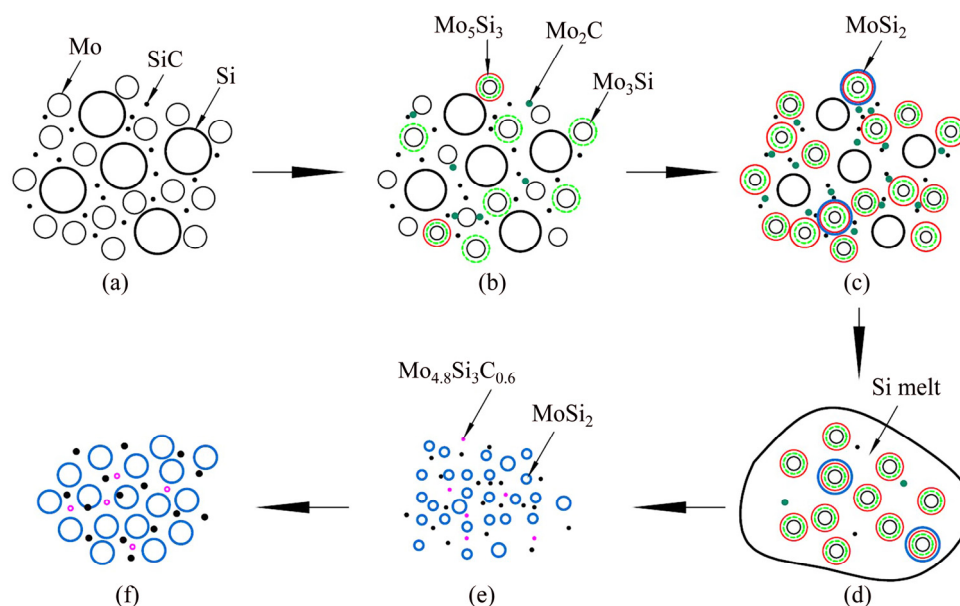 Mo
SiC
Si
(a)
Mo₅Si₃
Mo₂C
Mo₃Si
(b)
MoSi₂
(c)
Si melt
(d)
Mo₄.₈Si₃C₀.₆
MoSi₂
(e)
(f)